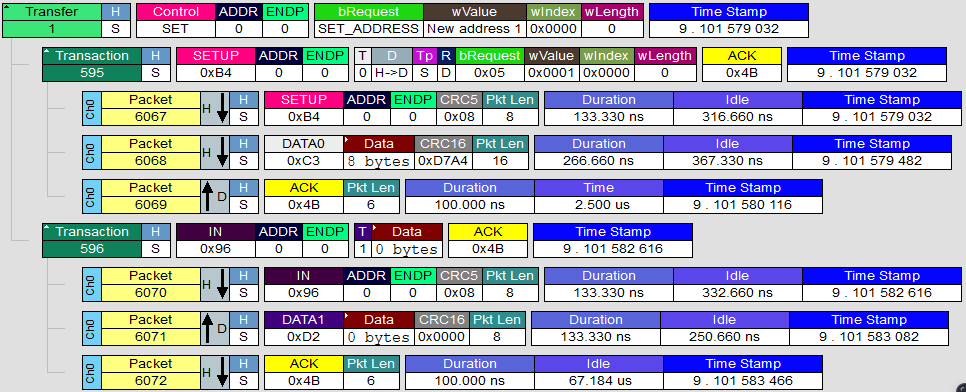 Transfer H Control ADDR ENDP bRequest wValue wIndex wLength Time Stamp
1 S SET 0 0 SET_ADDRESS New address 1 0x0000 0 9 . 101 579 032
Transaction H SETUP ADDR ENDP T D Tp R bRequest wValue wIndex wLength ACK Time Stamp
595 S 0xB4 0 0 0 H->D S D 0x05 0x0001 0x0000 0 0x4B 9 . 101 579 032
Ch0 Packet H H SETUP ADDR ENDP CRC5 Pkt Len Duration Idle Time Stamp
6067 S 0xB4 0 0 0x08 8 133.330 ns 316.660 ns 9 . 101 579 032
Ch0 Packet H H DATA0 Data CRC16 Pkt Len Duration Idle Time Stamp
6068 S 0xC3 8 bytes 0xD7A4 16 266.660 ns 367.330 ns 9 . 101 579 482
Ch0 Packet D H ACK Pkt Len Duration Time Time Stamp
6069 S 0x4B 6 100.000 ns 2.500 us 9 . 101 580 116
Transaction H IN ADDR ENDP T Data ACK Time Stamp
596 S 0x96 0 0 1 0 bytes 0x4B 9 . 101 582 616
Ch0 Packet H H IN ADDR ENDP CRC5 Pkt Len Duration Idle Time Stamp
6070 S 0x96 0 0 0x08 8 133.330 ns 332.660 ns 9 . 101 582 616
Ch0 Packet D H DATA1 Data CRC16 Pkt Len Duration Idle Time Stamp
6071 S 0xD2 0 bytes 0x0000 8 133.330 ns 250.660 ns 9 . 101 583 082
Ch0 Packet H H ACK Pkt Len Duration Idle Time Stamp
6072 S 0x4B 6 100.000 ns 67.184 us 9 . 101 583 466